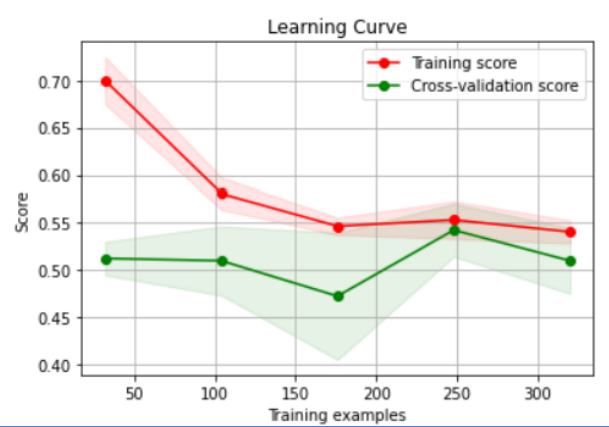 Learning Curve
Training score
Cross-validation score
0.70
0.65
0.60
0.55
0.50
0.45
0.40
Score
50 100 150 200 250 300
Training examples